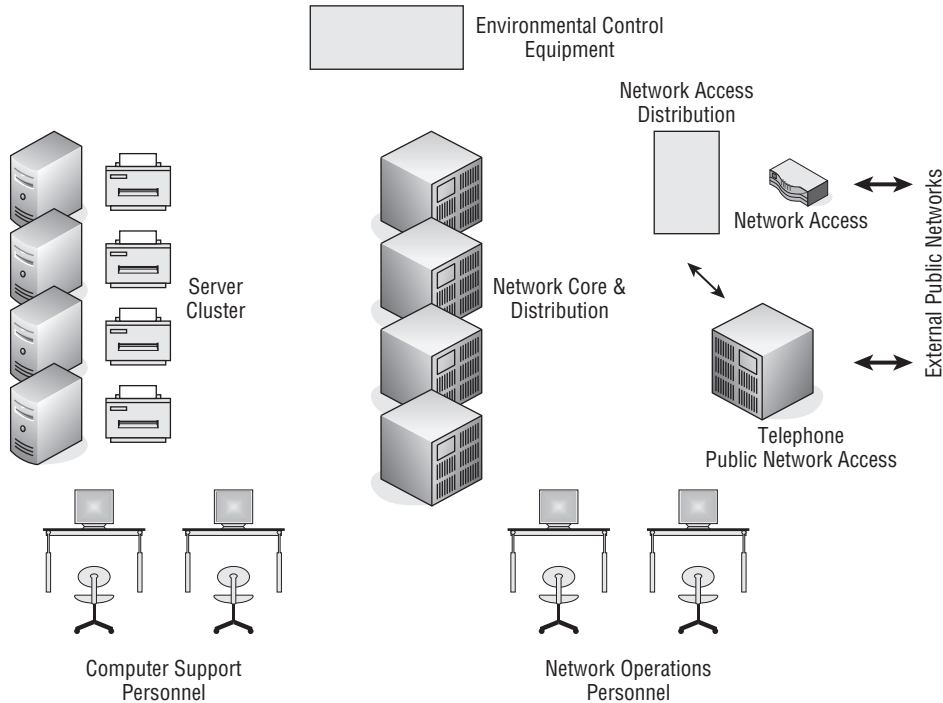 Environmental Control
Equipment
Network Access
Distribution
Network Access
External Public Networks
Server
Cluster
Network Core &
Distribution
Telephone
Public Network Access
Computer Support
Personnel
Network Operations
Personnel